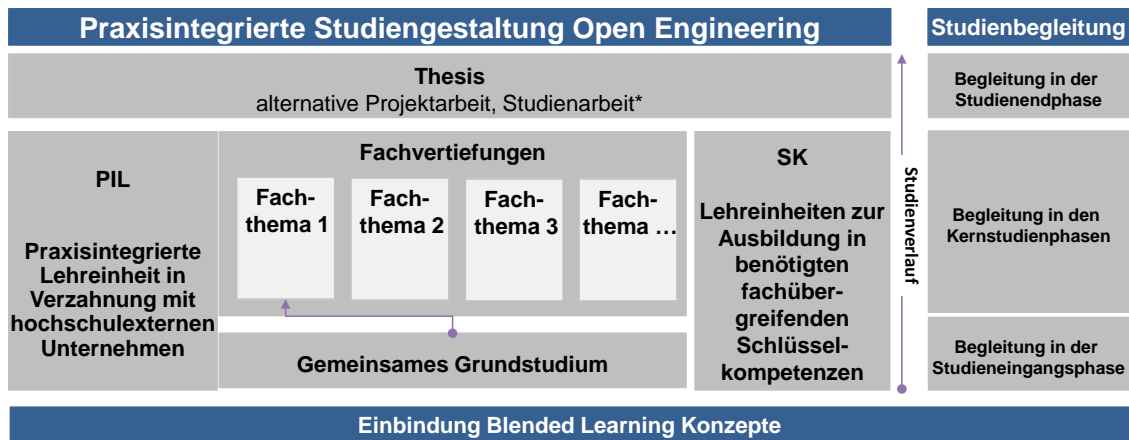 Praxisintegrierte Studiengestaltung Open Engineering
Studienbegleitung
Thesis
alternative Projektarbeit, Studienarbeit*
Begleitung in der
Studienendphase
PIL
Praxisintegrierte
Lehreinheit in
Verzahnung mit
hochschulexternen
Unternehmen
Fachvertiefungen
Fach-
thema 1
Fach-
thema 2
Fach-
thema 3
Fach-
thema …
Gemeinsames Grundstudium
SK
Lehreinheiten zur
Ausbildung in
benötigten
fachüber-
greifenden
Schlüssel-
kompetenzen
Studienverlauf
Begleitung in den
Kernstudienphasen
Begleitung in der
Studieneingangsphase
Einbindung Blended Learning Konzepte